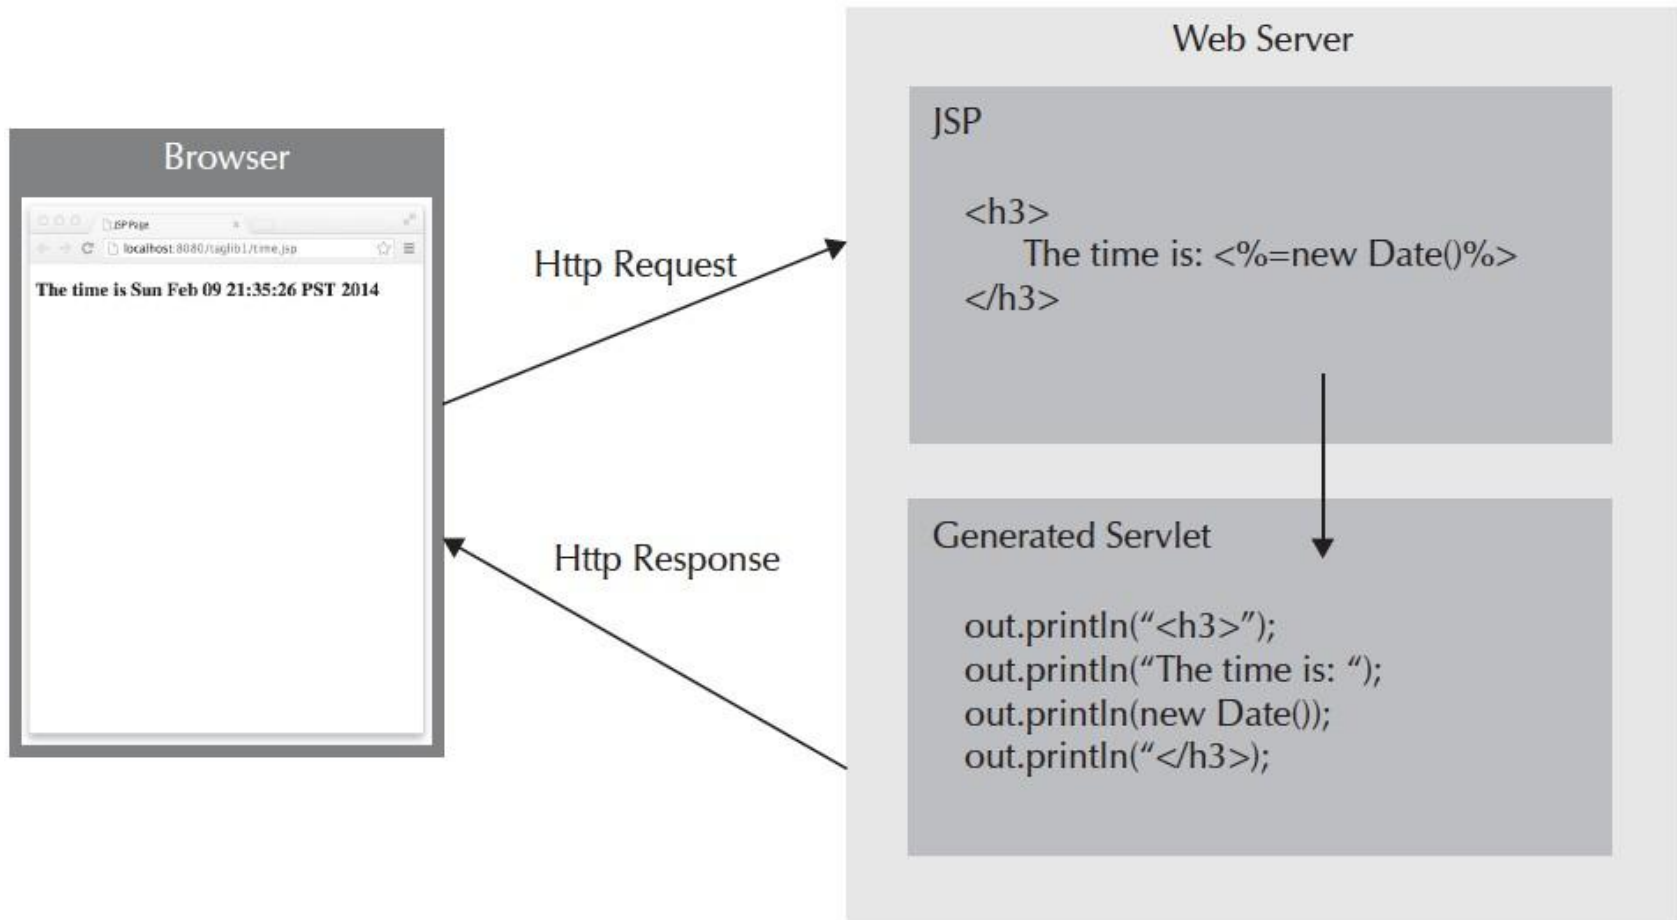 Web Server
JSP
<h3>
The time is: <%=new Date()%>
</h3>
Browser
JSP Page
localhost:8080/taglib1/time.jsp
The time is Sun Feb 09 21:35:26 PST 2014
Http Request
Http Response
Generated Servlet
out.println(“<h3>”);
out.println(“The time is: “);
out.println(new Date());
out.println(“</h3>);